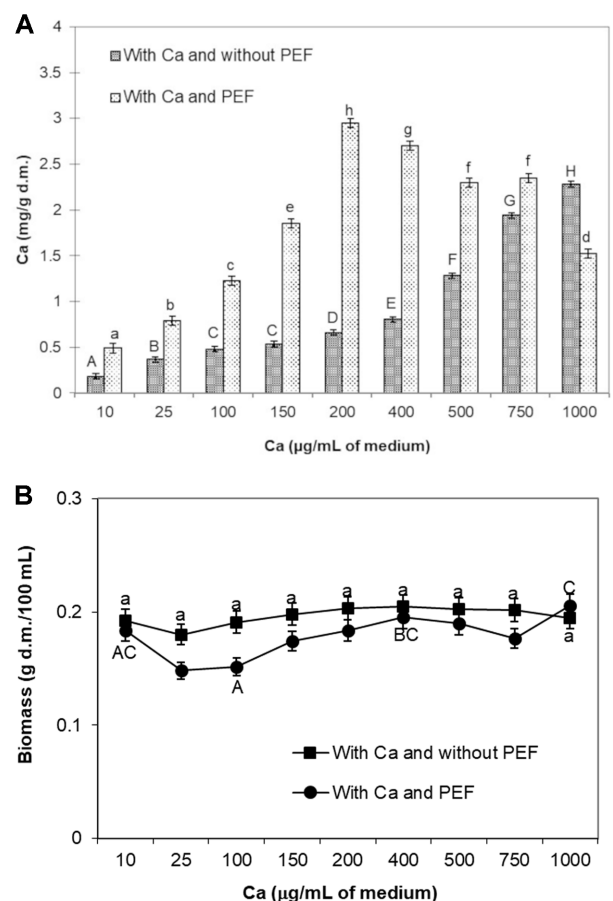 A
4
3.5
3
2.5
2
1.5
1
0.5
0
Ca (mg/g d.m.)
With Ca and without PEF
With Ca and PEF
A a B b C c C e D h E g F f G f H d
10 25 100 150 200 400 500 750 1000
Ca (µg/mL of medium)
B
0.3
0.2
0.1
0
Biomass (g d.m./100 mL)
a a a a a a a a C
AC A BC a
With Ca and without PEF
With Ca and PEF
10 25 100 150 200 400 500 750 1000
Ca (µg/mL of medium)